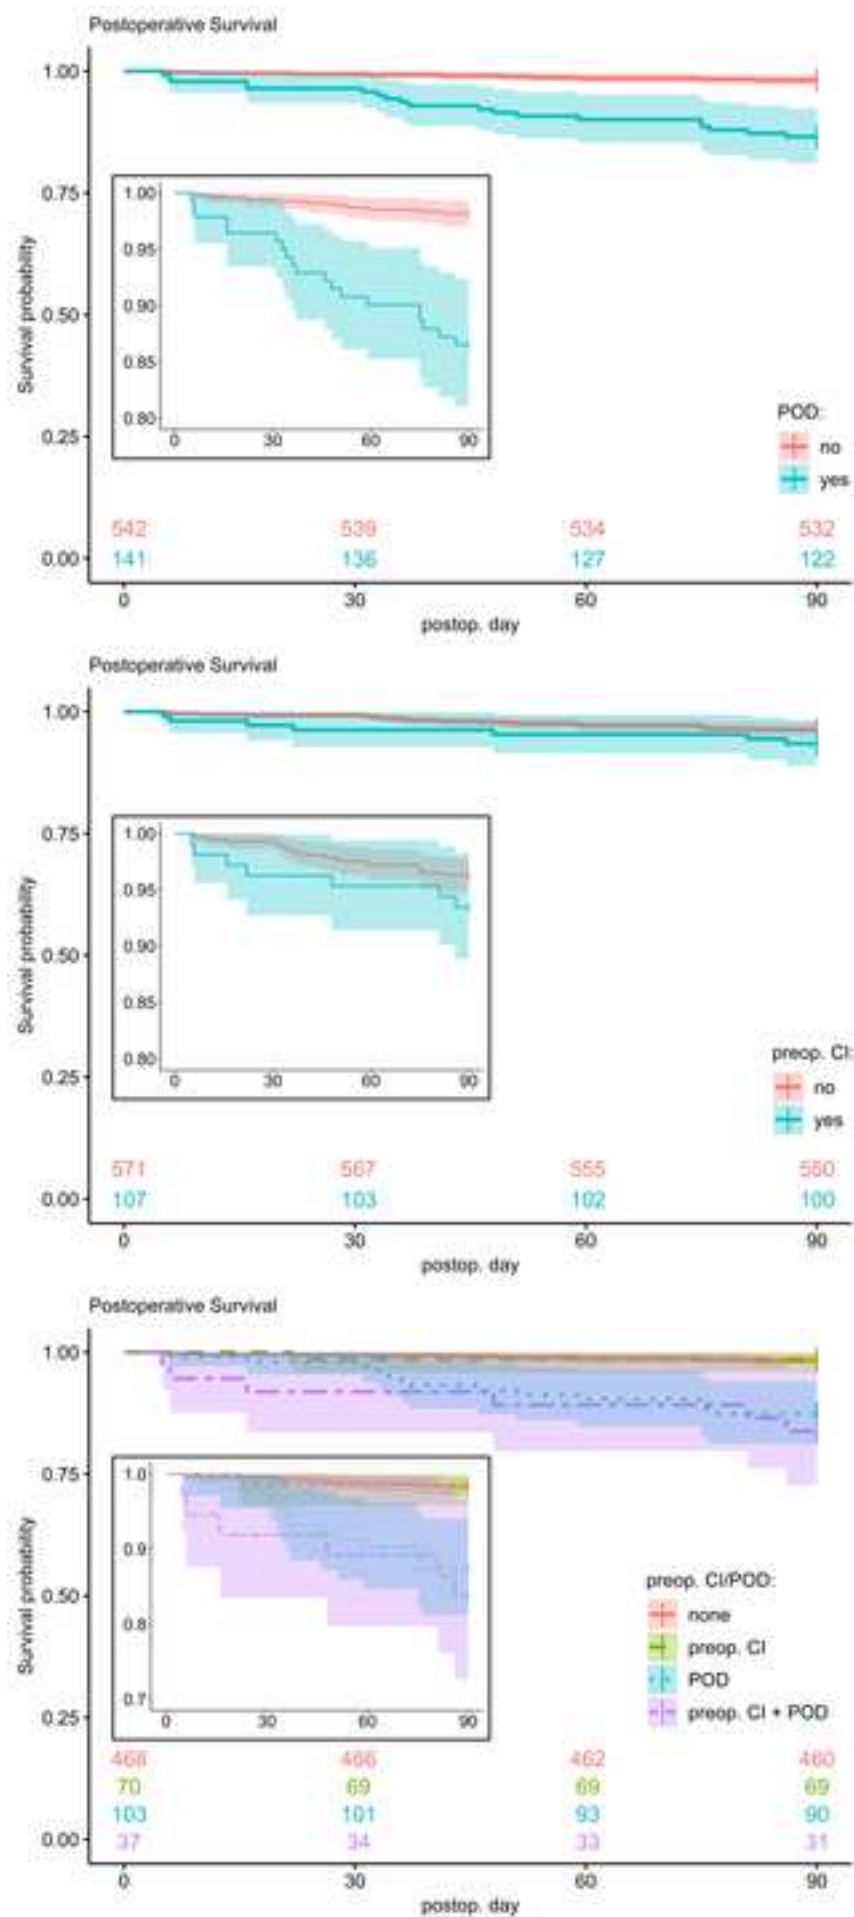 Postoperative Survival
1.00
0.75
0.50
0.25
0.00
Survival probability
1.00
0.95
0.90
0.85
0.80
0 30 60 90
POD:
no
yes
542 539 534 532
141 136 127 122
0 30 60 90
postop. day
Postoperative Survival
1.00
0.75
0.50
0.25
0.00
Survival probability
1.00
0.95
0.90
0.85
0.80
0 30 60 90
preop. CI:
no
yes
571 567 555 550
107 103 102 100
0 30 60 90
postop. day
Postoperative Survival
1.00
0.75
0.50
0.25
0.00
Survival probability
1.0
0.9
0.8
0.7
0 30 60 90
preop. CI/POD:
none
preop. CI
POD
preop. CI + POD
468 466 462 460
70 69 69 69
103 101 93 90
37 34 33 31
0 30 60 90
postop. day